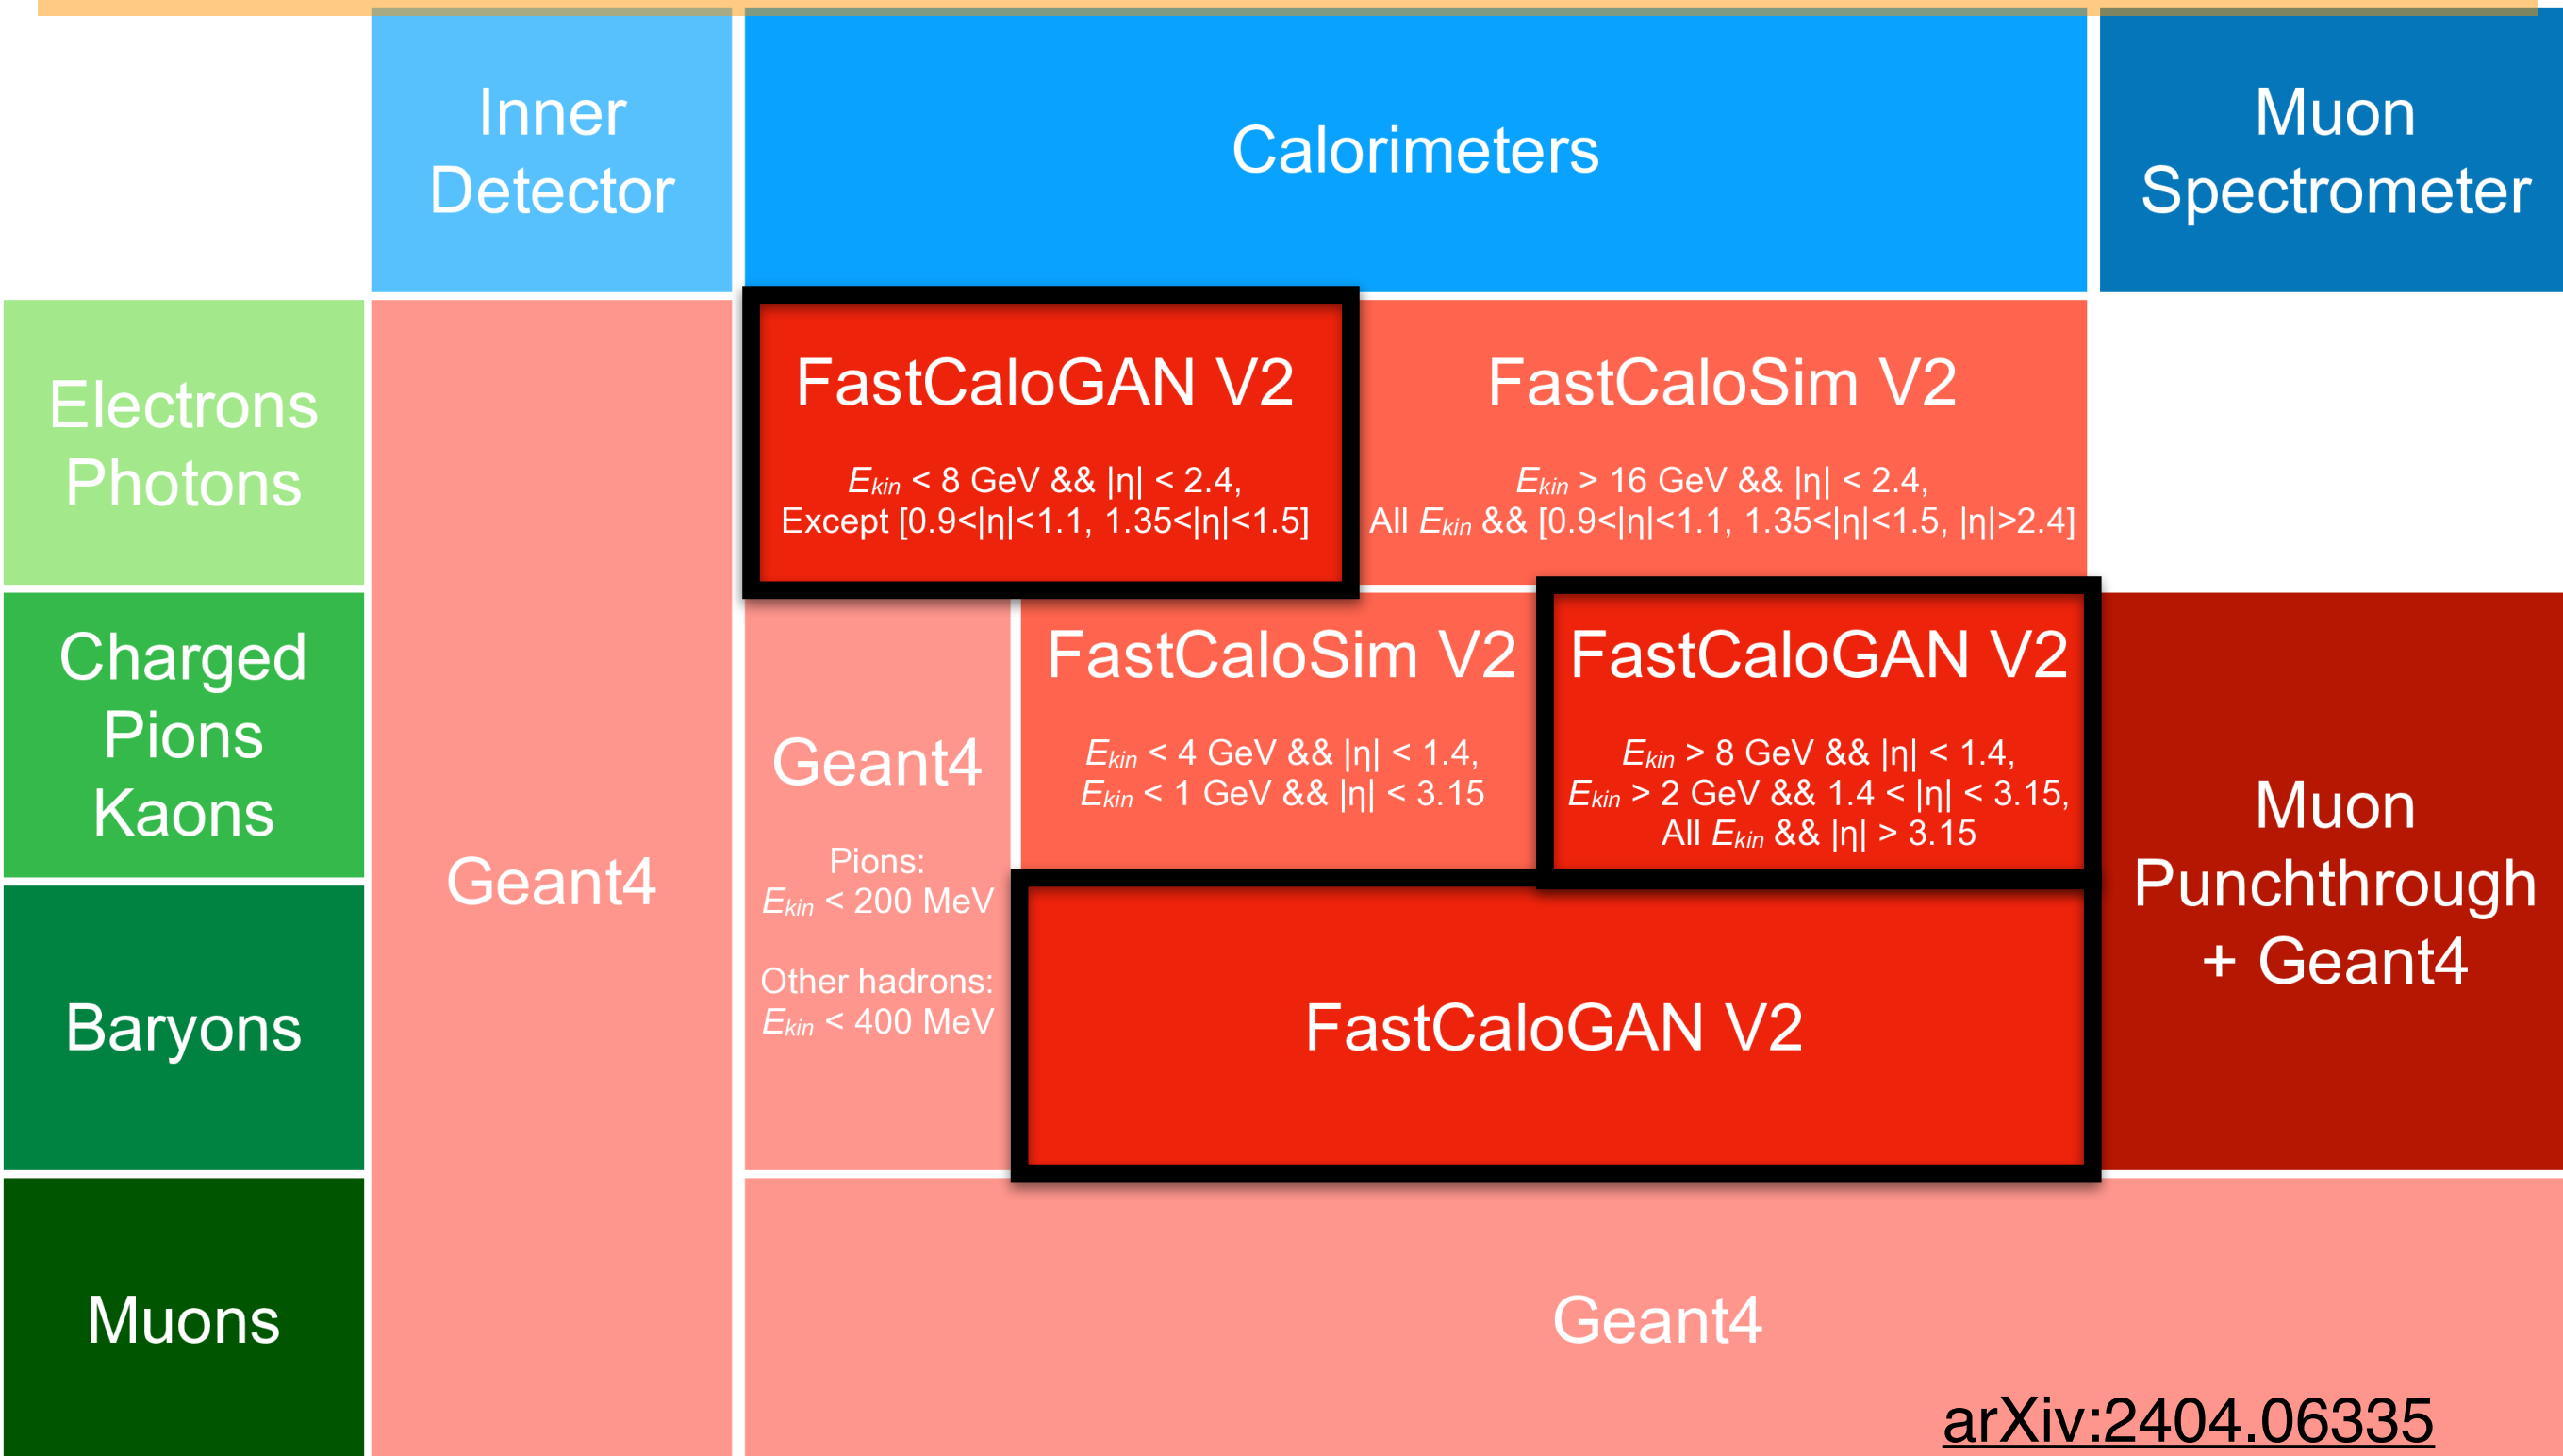 Inner
Detector
Calorimeters
Muon
Spectrometer
Electrons
Photons
FastCaloGAN V2
Ekin < 8 GeV && |η| < 2.4,
Except [0.9<|η|<1.1, 1.35<|η|<1.5]
FastCaloSim V2
Ekin > 16 GeV && |η| < 2.4,
All Ekin && [0.9<|η|<1.1, 1.35<|η|<1.5, |η|>2.4]
Charged
Pions
Kaons
Geant4
Geant4
Pions:
Ekin < 200 MeV
Other hadrons:
Ekin < 400 MeV
FastCaloSim V2
Ekin < 4 GeV && |η| < 1.4,
Ekin < 1 GeV && |η| < 3.15
FastCaloGAN V2
Ekin > 8 GeV && |η| < 1.4,
Ekin > 2 GeV && 1.4 < |η| < 3.15,
All Ekin && |η| > 3.15
Muon
Punchthrough
+ Geant4
Baryons
FastCaloGAN V2
Muons
Geant4
arXiv:2404.06335